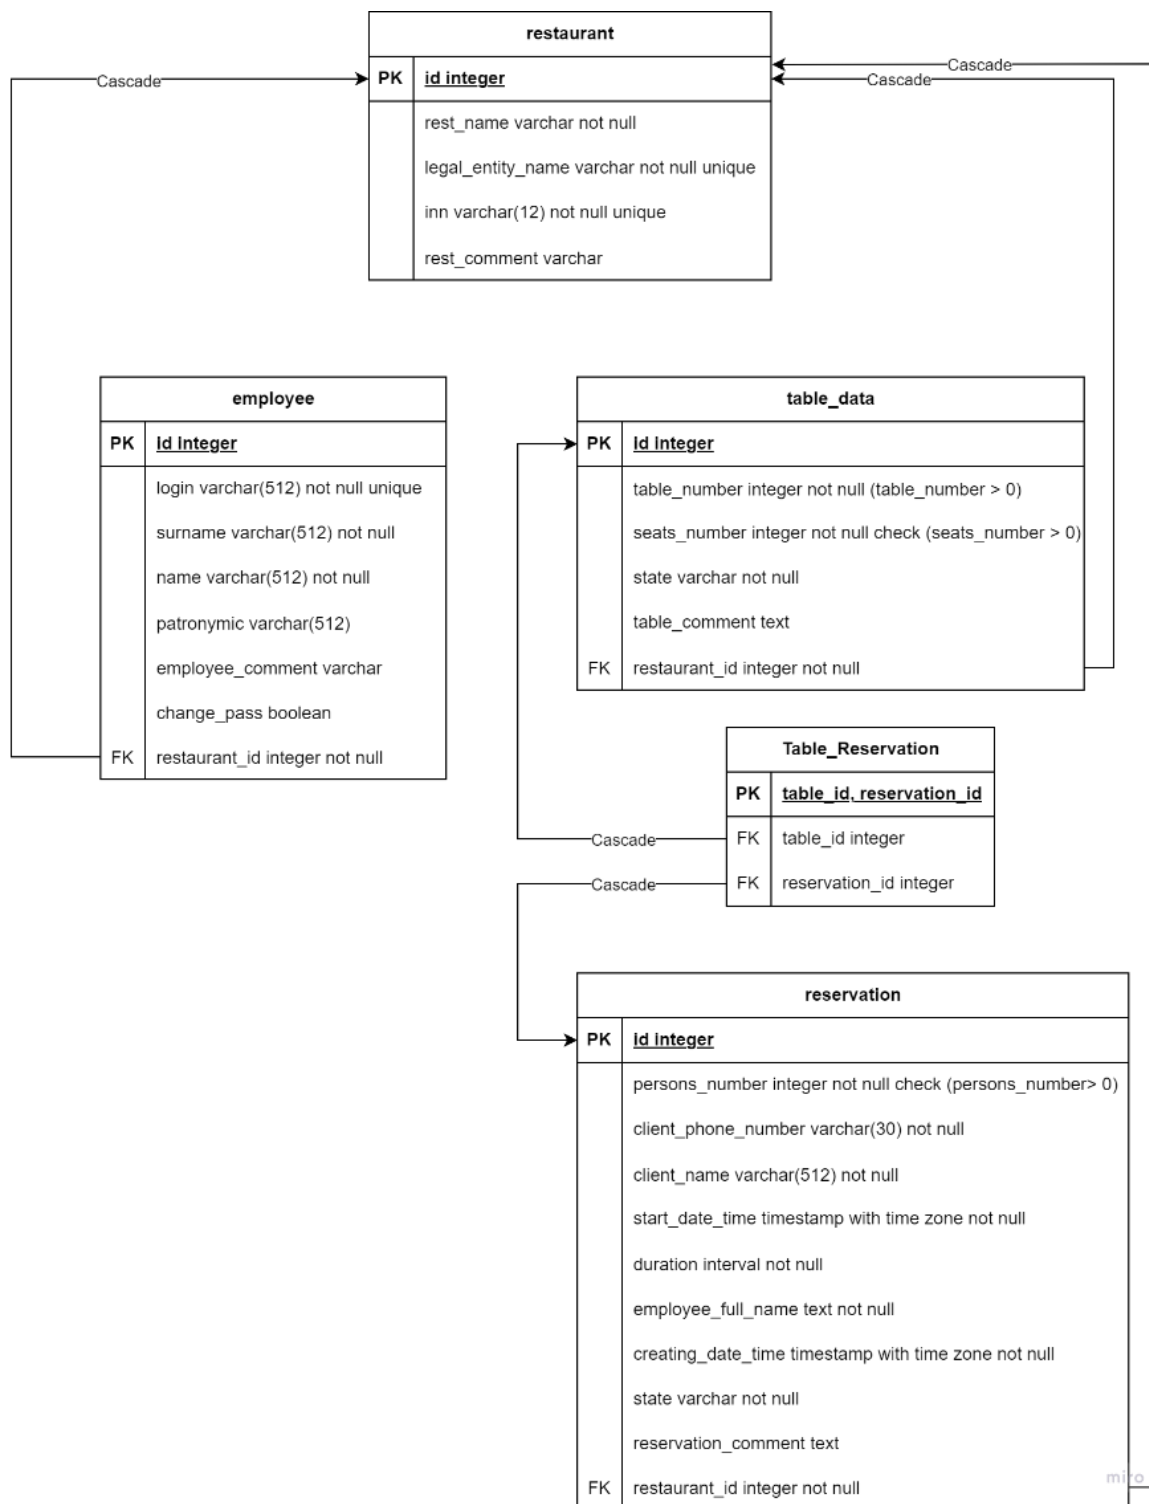 restaurant
Cascade
Cascade
Cascade
PK id integer
rest_name varchar not null
legal_entity_name varchar not null unique
inn varchar(12) not null unique
rest_comment varchar
employee
PK id integer
login varchar(512) not null unique
surname varchar(512) not null
name varchar(512) not null
patronymic varchar(512)
employee_comment varchar
change_pass boolean
FK restaurant_id integer not null
table_data
PK id integer
table_number integer not null (table_number > 0)
seats_number integer not null check (seats_number > 0)
state varchar not null
table_comment text
FK restaurant_id integer not null
Table_Reservation
PK table_id, reservation_id
Cascade
FK table_id integer
Cascade
FK reservation_id integer
reservation
PK id integer
persons_number integer not null check (persons_number> 0)
client_phone_number varchar(30) not null
client_name varchar(512) not null
start_date_time timestamp with time zone not null
duration interval not null
employee_full_name text not null
creating_date_time timestamp with time zone not null
state varchar not null
reservation_comment text
FK restaurant_id integer not null
miro